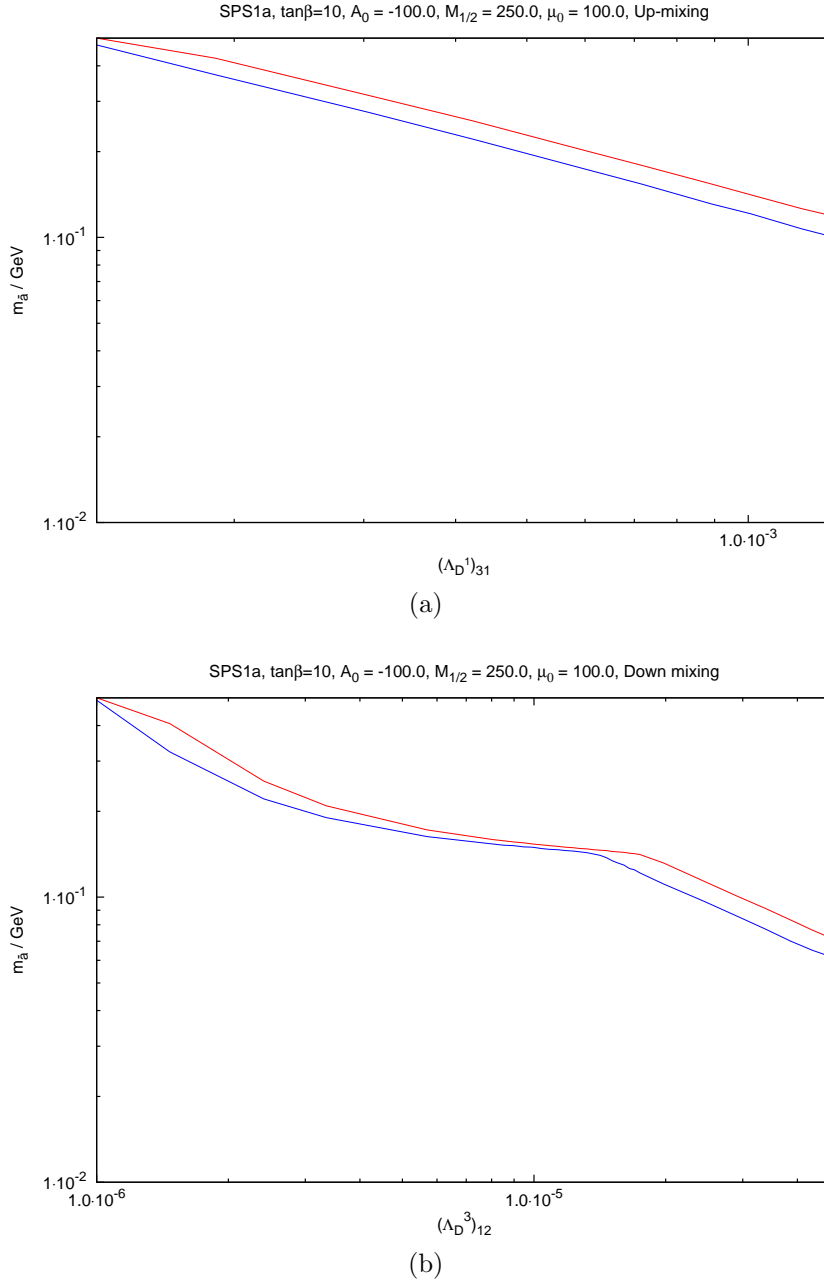 SPS1a, tanβ=10, A₀ = -100.0, M₁/₂ = 250.0, μ₀ = 100.0, Up-mixing
1·10⁻¹
m_ã / GeV
1·10⁻²
1.0·10⁻³
(Λ_D¹)₃₁
(a)
SPS1a, tanβ=10, A₀ = -100.0, M₁/₂ = 250.0, μ₀ = 100.0, Down mixing
1·10⁻¹
m_ã / GeV
1·10⁻²
1.0·10⁻⁶
1.0·10⁻⁵
(Λ_D³)₁₂
(b)